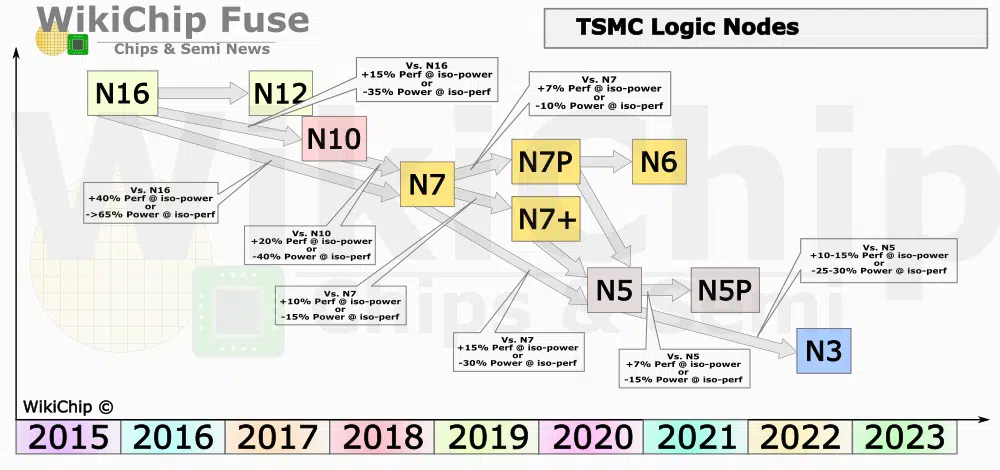 WikiChip Fuse
Chips & Semi News
TSMC Logic Nodes
WikiChip
Chips & Semi
N16
N12
Vs. N16
+15% Perf @ iso-power
or
-35% Power @ iso-perf
Vs. N7
+7% Perf @ iso-power
or
-10% Power @ iso-perf
N10
N7
N7P
N6
N7+
Vs. N16
+40% Perf @ iso-power
or
->65% Power @ iso-perf
Vs. N10
+20% Perf @ iso-power
or
-40% Power @ iso-perf
Vs. N7
+10% Perf @ iso-power
or
-15% Power @ iso-perf
N5
N5P
Vs. N5
+10-15% Perf @ iso-power
or
-25-30% Power @ iso-perf
Vs. N7
+15% Perf @ iso-power
or
-30% Power @ iso-perf
Vs. N5
+7% Perf @ iso-power
or
-15% Power @ iso-perf
N3
WikiChip ©
2015 2016 2017 2018 2019 2020 2021 2022 2023